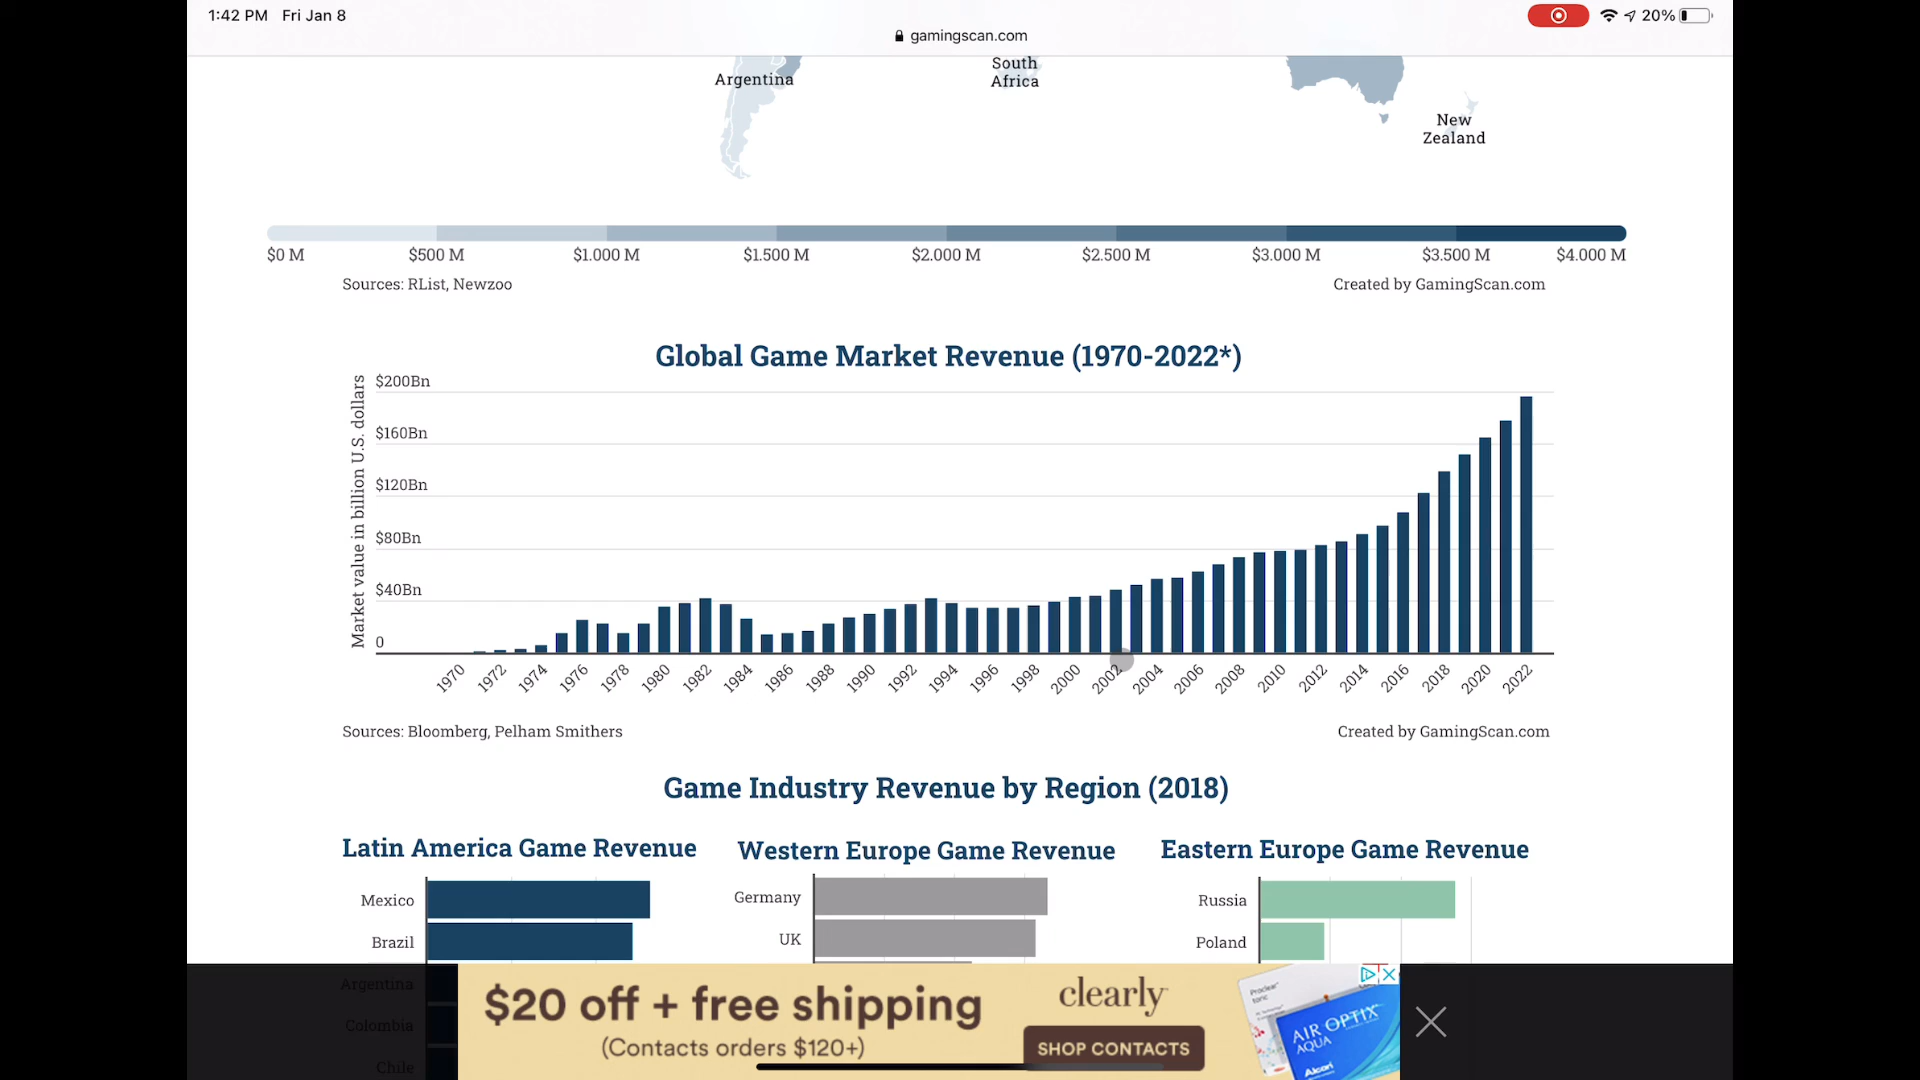 1:42 PM Fri Jan 8
20%
gamingscan.com
Argentina
South
Africa
New
Zealand
$0 M $500 M $1.000 M $1.500 M $2.000 M $2.500 M $3.000 M $3.500 M $4.000 M
Sources: RList, Newzoo
Created by GamingScan.com
Global Game Market Revenue (1970-2022*)
Market value in billion U.S. dollars
$200Bn
$160Bn
$120Bn
$80Bn
$40Bn
0
1970 1972 1974 1976 1978 1980 1982 1984 1986 1988 1990 1992 1994 1996 1998 2000 2002 2004 2006 2008 2010 2012 2014 2016 2018 2020 2022
Sources: Bloomberg, Pelham Smithers
Created by GamingScan.com
Game Industry Revenue by Region (2018)
Latin America Game Revenue
Mexico
Brazil
Argentina
Colombia
Chile
Western Europe Game Revenue
Germany
UK
Eastern Europe Game Revenue
Russia
Poland
$20 off + free shipping
(Contacts orders $120+)
clearly
SHOP CONTACTS
Proclear
toric
AIR OPTIX
AQUA
Alcon